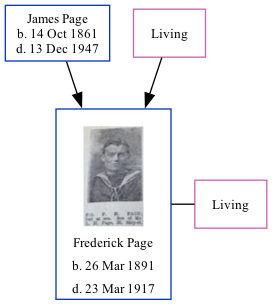 James Page
b. 14 Oct 1861
d. 13 Dec 1947
Living
Frederick Page
b. 26 Mar 1891
d. 23 Mar 1917
Living